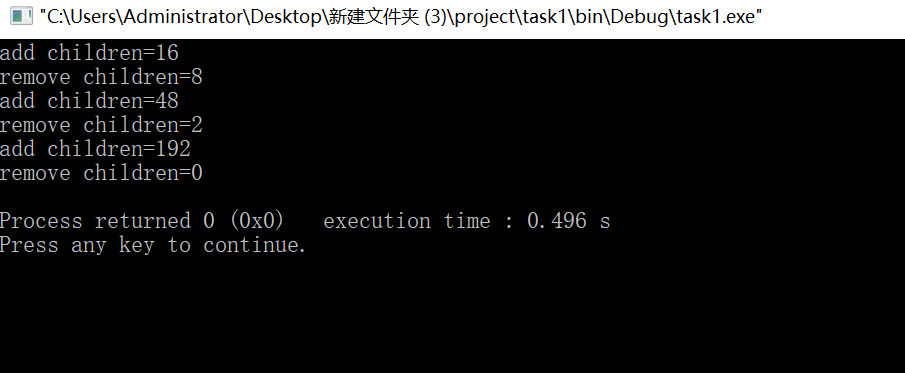 "C:\Users\Administrator\Desktop\新建文件夹 (3)\project\task1\bin\Debug\task1.exe"
add children=16
remove children=8
add children=48
remove children=2
add children=192
remove children=0
Process returned 0 (0x0)   execution time : 0.496 s
Press any key to continue.